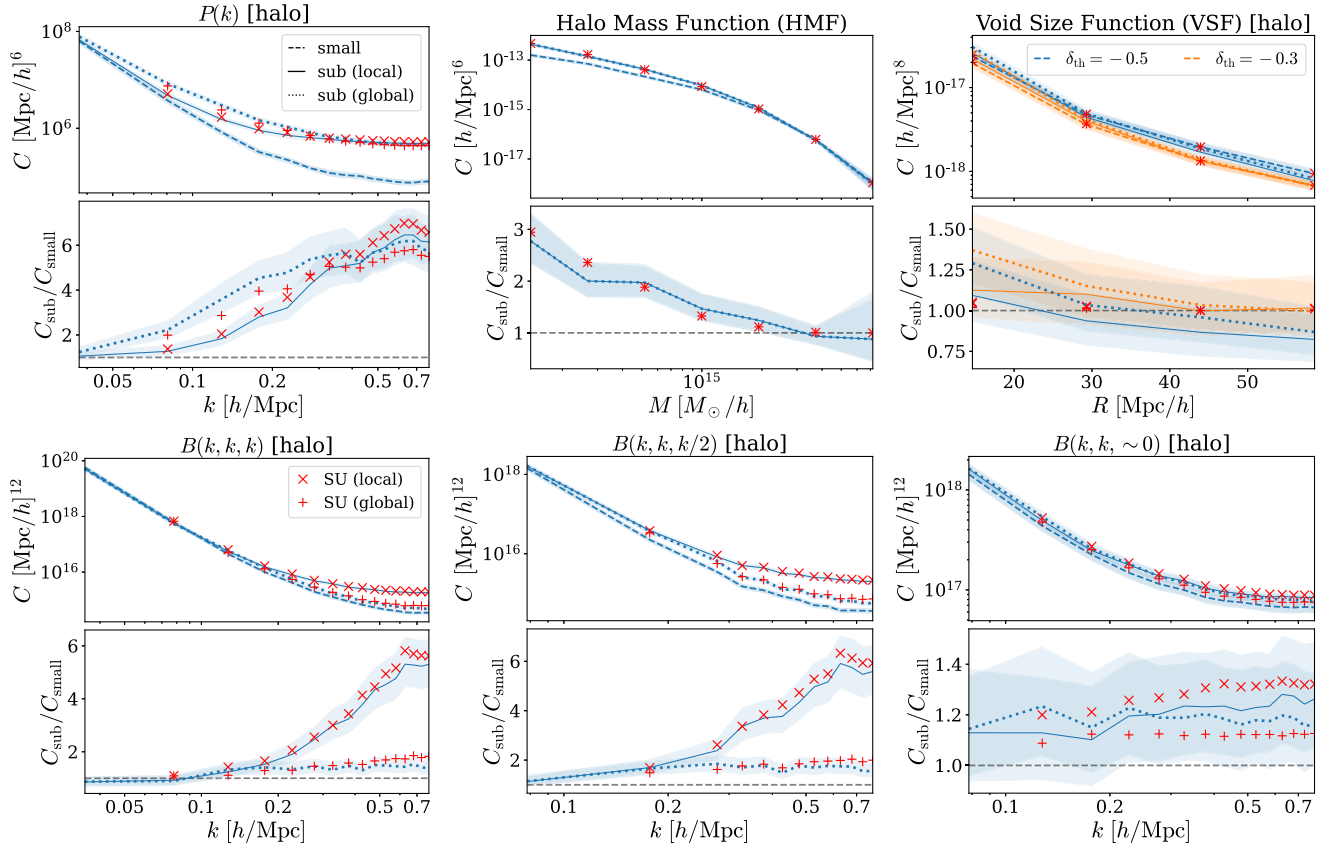 P(k) [halo]
C [Mpc/h]^6
10^8
10^6
small
sub (local)
sub (global)
C_sub/C_small
6
4
2
0.05
0.1
0.2
0.5
0.7
k [h/Mpc]
Halo Mass Function (HMF)
C [h/Mpc]^6
10^−13
10^−15
10^−17
C_sub/C_small
3
2
1
10^15
M [M_⊙/h]
Void Size Function (VSF) [halo]
C [h/Mpc]^8
10^−17
10^−18
δ_th = −0.5
δ_th = −0.3
C_sub/C_small
1.50
1.25
1.00
0.75
20
30
40
50
R [Mpc/h]
B(k, k, k) [halo]
C [Mpc/h]^12
10^20
10^18
10^16
SU (local)
SU (global)
C_sub/C_small
6
4
2
0.05
0.1
0.2
0.5
0.7
k [h/Mpc]
B(k, k, k/2) [halo]
C [Mpc/h]^12
10^18
10^16
C_sub/C_small
6
4
2
0.1
0.2
0.5
0.7
k [h/Mpc]
B(k, k, ∼0) [halo]
C [Mpc/h]^12
10^18
10^17
C_sub/C_small
1.4
1.2
1.0
0.1
0.2
0.5
0.7
k [h/Mpc]